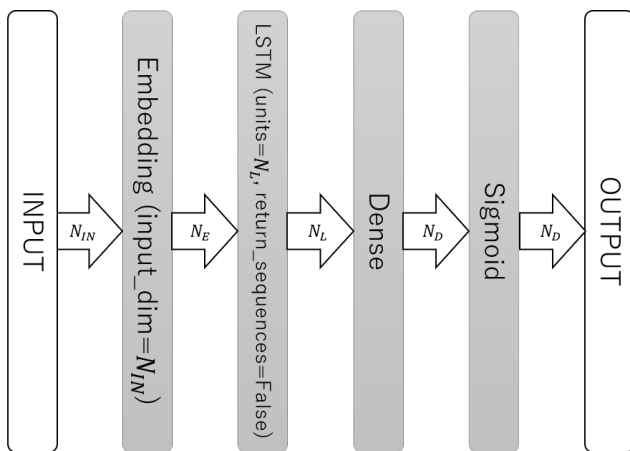 INPUT
N_IN
Embedding (input_dim=N_IN)
N_E
LSTM (units=N_L, return_sequences=False)
N_L
Dense
N_D
Sigmoid
N_D
OUTPUT